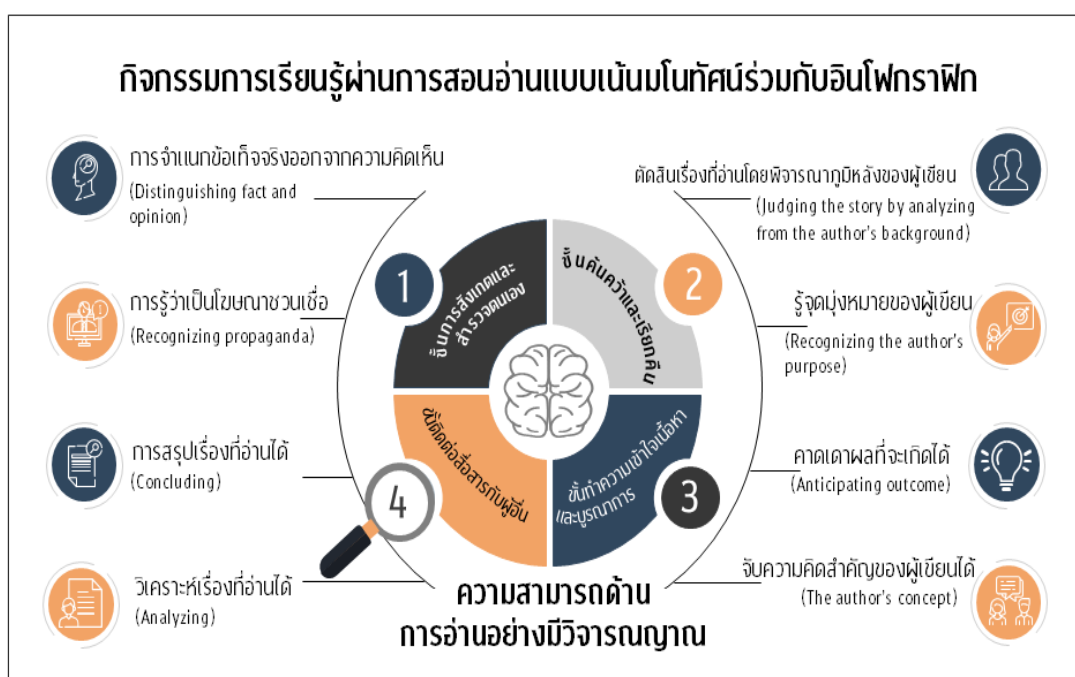 กิจกรรมการเรียนรู้ผ่านการสอนอ่านแบบเน้นมโนทัศน์ร่วมกับอินโฟกราฟิก
การจำแนกข้อเท็จจริงออกจากความคิดเห็น
(Distinguishing fact and
opinion)
การรู้ว่าเป็นโฆษณาชวนเชื่อ
(Recognizing propaganda)
การสรุปเรื่องที่อ่านได้
(Concluding)
วิเคราะห์เรื่องที่อ่านได้
(Analyzing)
1
ขั้นการสังเกตและ
สำรวจตนเอง
2
ขั้นค้นคว้าและเรียกคืน
3
ขั้นทำความเข้าใจเนื้อหา
และบูรณาการ
4
ขั้นติดต่อสื่อสารกับผู้อื่น
ตัดสินเรื่องที่อ่านโดยพิจารณาภูมิหลังของผู้เขียน
(Judging the story by analyzing
from the author's background)
รู้จุดมุ่งหมายของผู้เขียน
(Recognizing the author's
purpose)
คาดเดาผลที่จะเกิดได้
(Anticipating outcome)
จับความคิดสำคัญของผู้เขียนได้
(The author's concept)
ความสามารถด้าน
การอ่านอย่างมีวิจารณญาณ